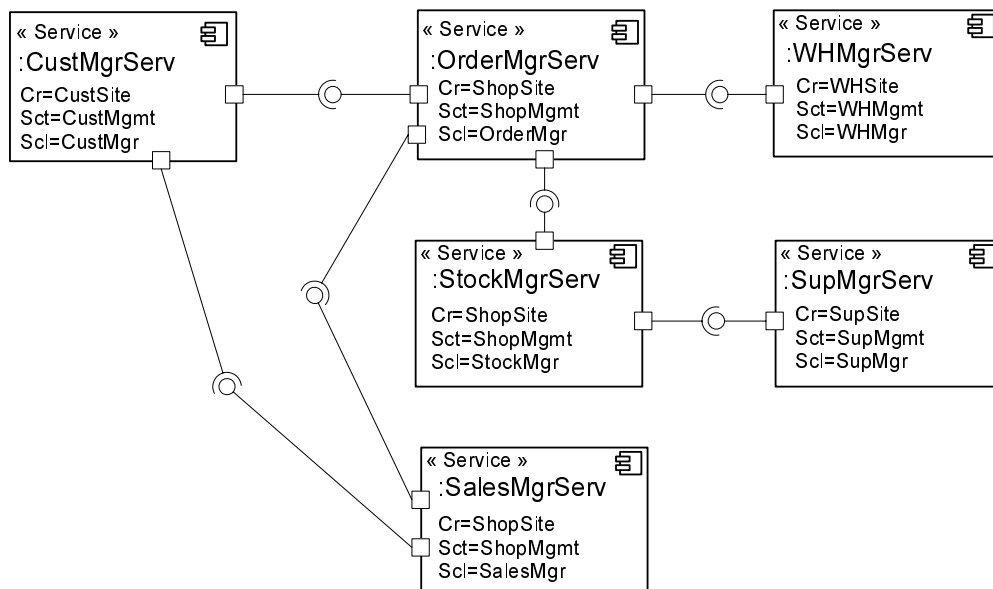 « Service »
:CustMgrServ
Cr=CustSite
Sct=CustMgmt
Scl=CustMgr
« Service »
:OrderMgrServ
Cr=ShopSite
Sct=ShopMgmt
Scl=OrderMgr
« Service »
:WHMgrServ
Cr=WHSite
Sct=WHMgmt
Scl=WHMgr
« Service »
:StockMgrServ
Cr=ShopSite
Sct=ShopMgmt
Scl=StockMgr
« Service »
:SupMgrServ
Cr=SupSite
Sct=SupMgmt
Scl=SupMgr
« Service »
:SalesMgrServ
Cr=ShopSite
Sct=ShopMgmt
Scl=SalesMgr